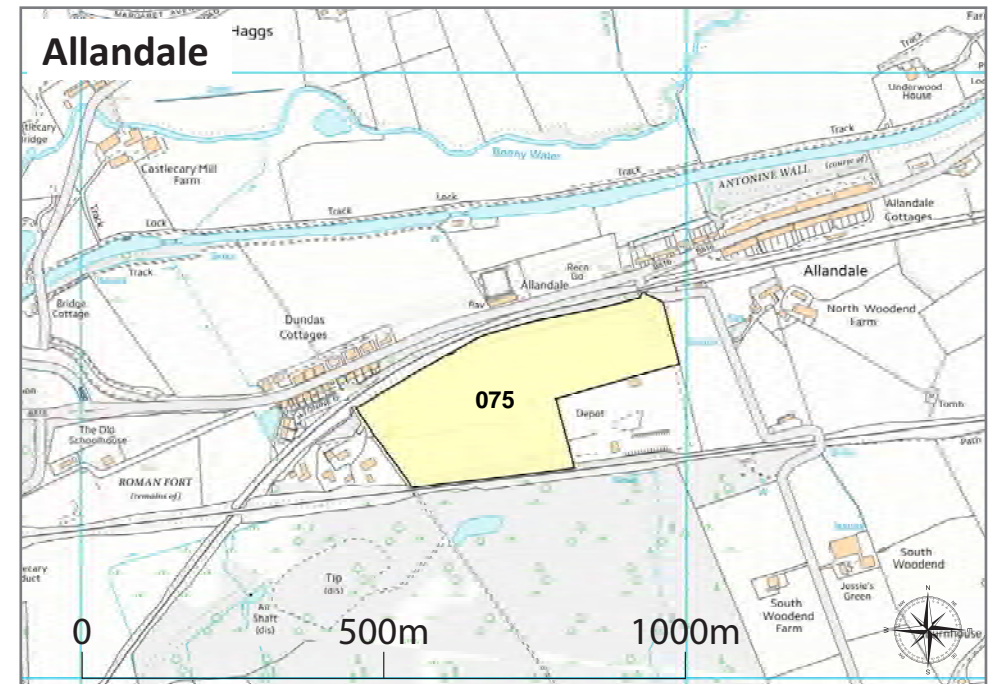 Allandale
Haggs
Farm
Track
Underwood
House
Castlecary Mill
Farm
Bonny Water
Track
Track
ANTONINE WALL (course of)
Track
Lock
Track
Lock
Track
Allandale
Cottages
Track
Bridge
Cottage
Recn
Go
Allandale
Pav
Allandale
North Woodend
Farm
Dundas
Cottages
075
Depot
Tomb
Path
The Old
Schoolhouse
ROMAN FORT
(remains of)
W
South
Woodend
Tip
(dis)
Jessie's
Green
Air
Shaft
(dis)
South
Woodend
Farm
0
500m
1000m
N